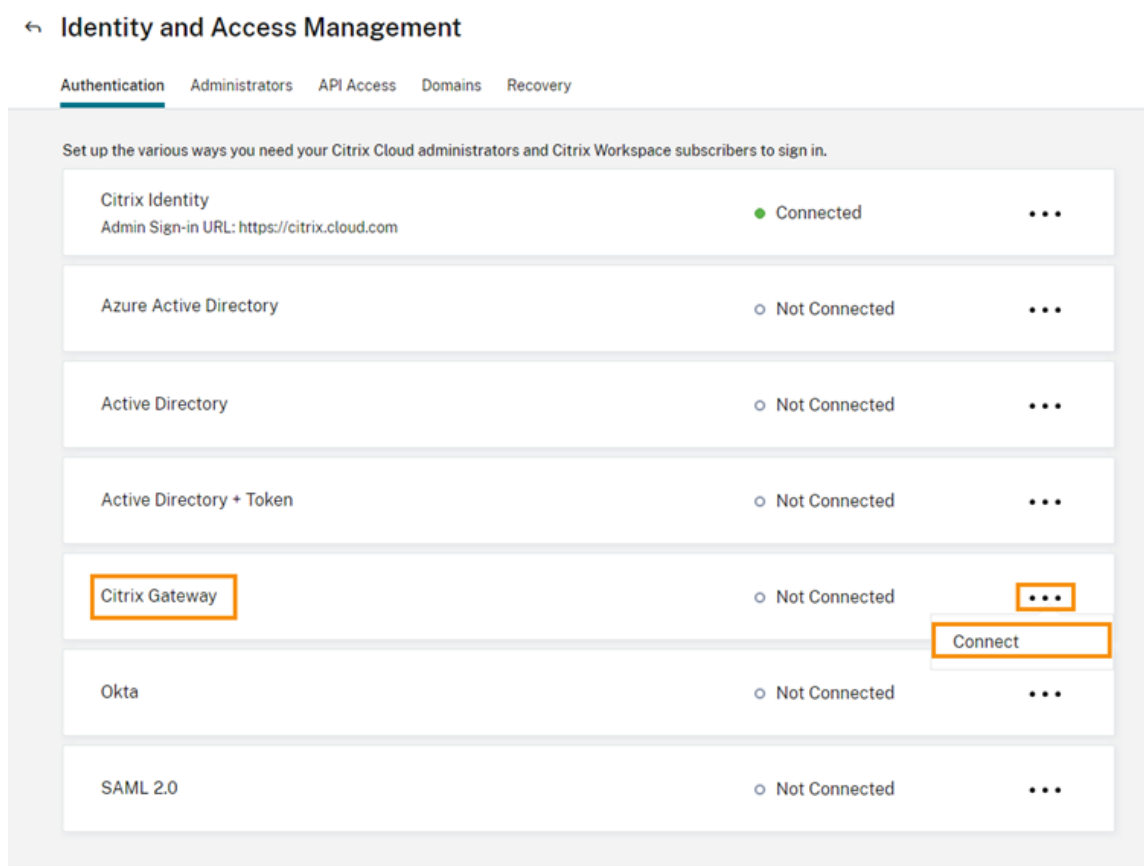 Identity and Access Management
Authentication Administrators API Access Domains Recovery
Set up the various ways you need your Citrix Cloud administrators and Citrix Workspace subscribers to sign in.
Citrix Identity
Admin Sign-in URL: https://citrix.cloud.com
Connected
Azure Active Directory Not Connected
Active Directory Not Connected
Active Directory + Token Not Connected
Citrix Gateway Not Connected
Connect
Okta Not Connected
SAML 2.0 Not Connected